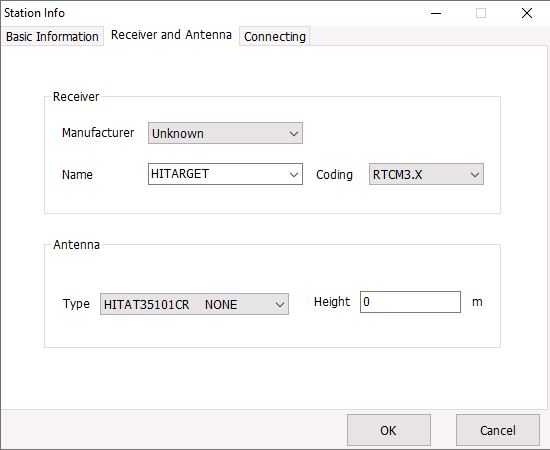 Station Info
Basic Information Receiver and Antenna Connecting
Receiver
Manufacturer Unknown
Name HITARGET Coding RTCM3.X
Antenna
Type HITAT35101CR NONE Height 0 m
OK Cancel